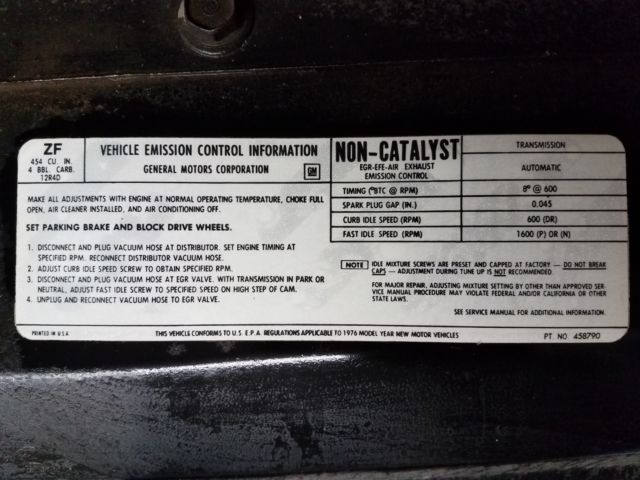 ZF
454 CU. IN.
4 BBL. CARB.
12R4D
VEHICLE EMISSION CONTROL INFORMATION
GENERAL MOTORS CORPORATION
GM
NON-CATALYST
EGR-EFE-AIR EXHAUST
EMISSION CONTROL
TRANSMISSION
AUTOMATIC
TIMING (°BTC @ RPM) 8° @ 600
SPARK PLUG GAP (IN.) 0.045
CURB IDLE SPEED (RPM) 600 (DR)
FAST IDLE SPEED (RPM) 1600 (P) OR (N)
MAKE ALL ADJUSTMENTS WITH ENGINE AT NORMAL OPERATING TEMPERATURE, CHOKE FULL
OPEN, AIR CLEANER INSTALLED, AND AIR CONDITIONING OFF.
SET PARKING BRAKE AND BLOCK DRIVE WHEELS.
1. DISCONNECT AND PLUG VACUUM HOSE AT DISTRIBUTOR. SET ENGINE TIMING AT
SPECIFIED RPM. RECONNECT DISTRIBUTOR VACUUM HOSE.
2. ADJUST CURB IDLE SPEED SCREW TO OBTAIN SPECIFIED RPM.
3. DISCONNECT AND PLUG VACUUM HOSE AT EGR VALVE. WITH TRANSMISSION IN PARK OR
NEUTRAL, ADJUST FAST IDLE SCREW TO SPECIFIED SPEED ON HIGH STEP OF CAM.
4. UNPLUG AND RECONNECT VACUUM HOSE TO EGR VALVE.
NOTE IDLE MIXTURE SCREWS ARE PRESET AND CAPPED AT FACTORY — DO NOT BREAK
CAPS — ADJUSTMENT DURING TUNE UP IS NOT RECOMMENDED.
FOR MAJOR REPAIR, ADJUSTING MIXTURE SETTING BY OTHER THAN APPROVED SER-
VICE MANUAL PROCEDURE MAY VIOLATE FEDERAL AND/OR CALIFORNIA OR OTHER
STATE LAWS.
SEE SERVICE MANUAL FOR ADDITIONAL INFORMATION.
PRINTED IN U.S.A.
THIS VEHICLE CONFORMS TO U.S. E.P.A. REGULATIONS APPLICABLE TO 1976 MODEL YEAR NEW MOTOR VEHICLES
PT. NO. 458790